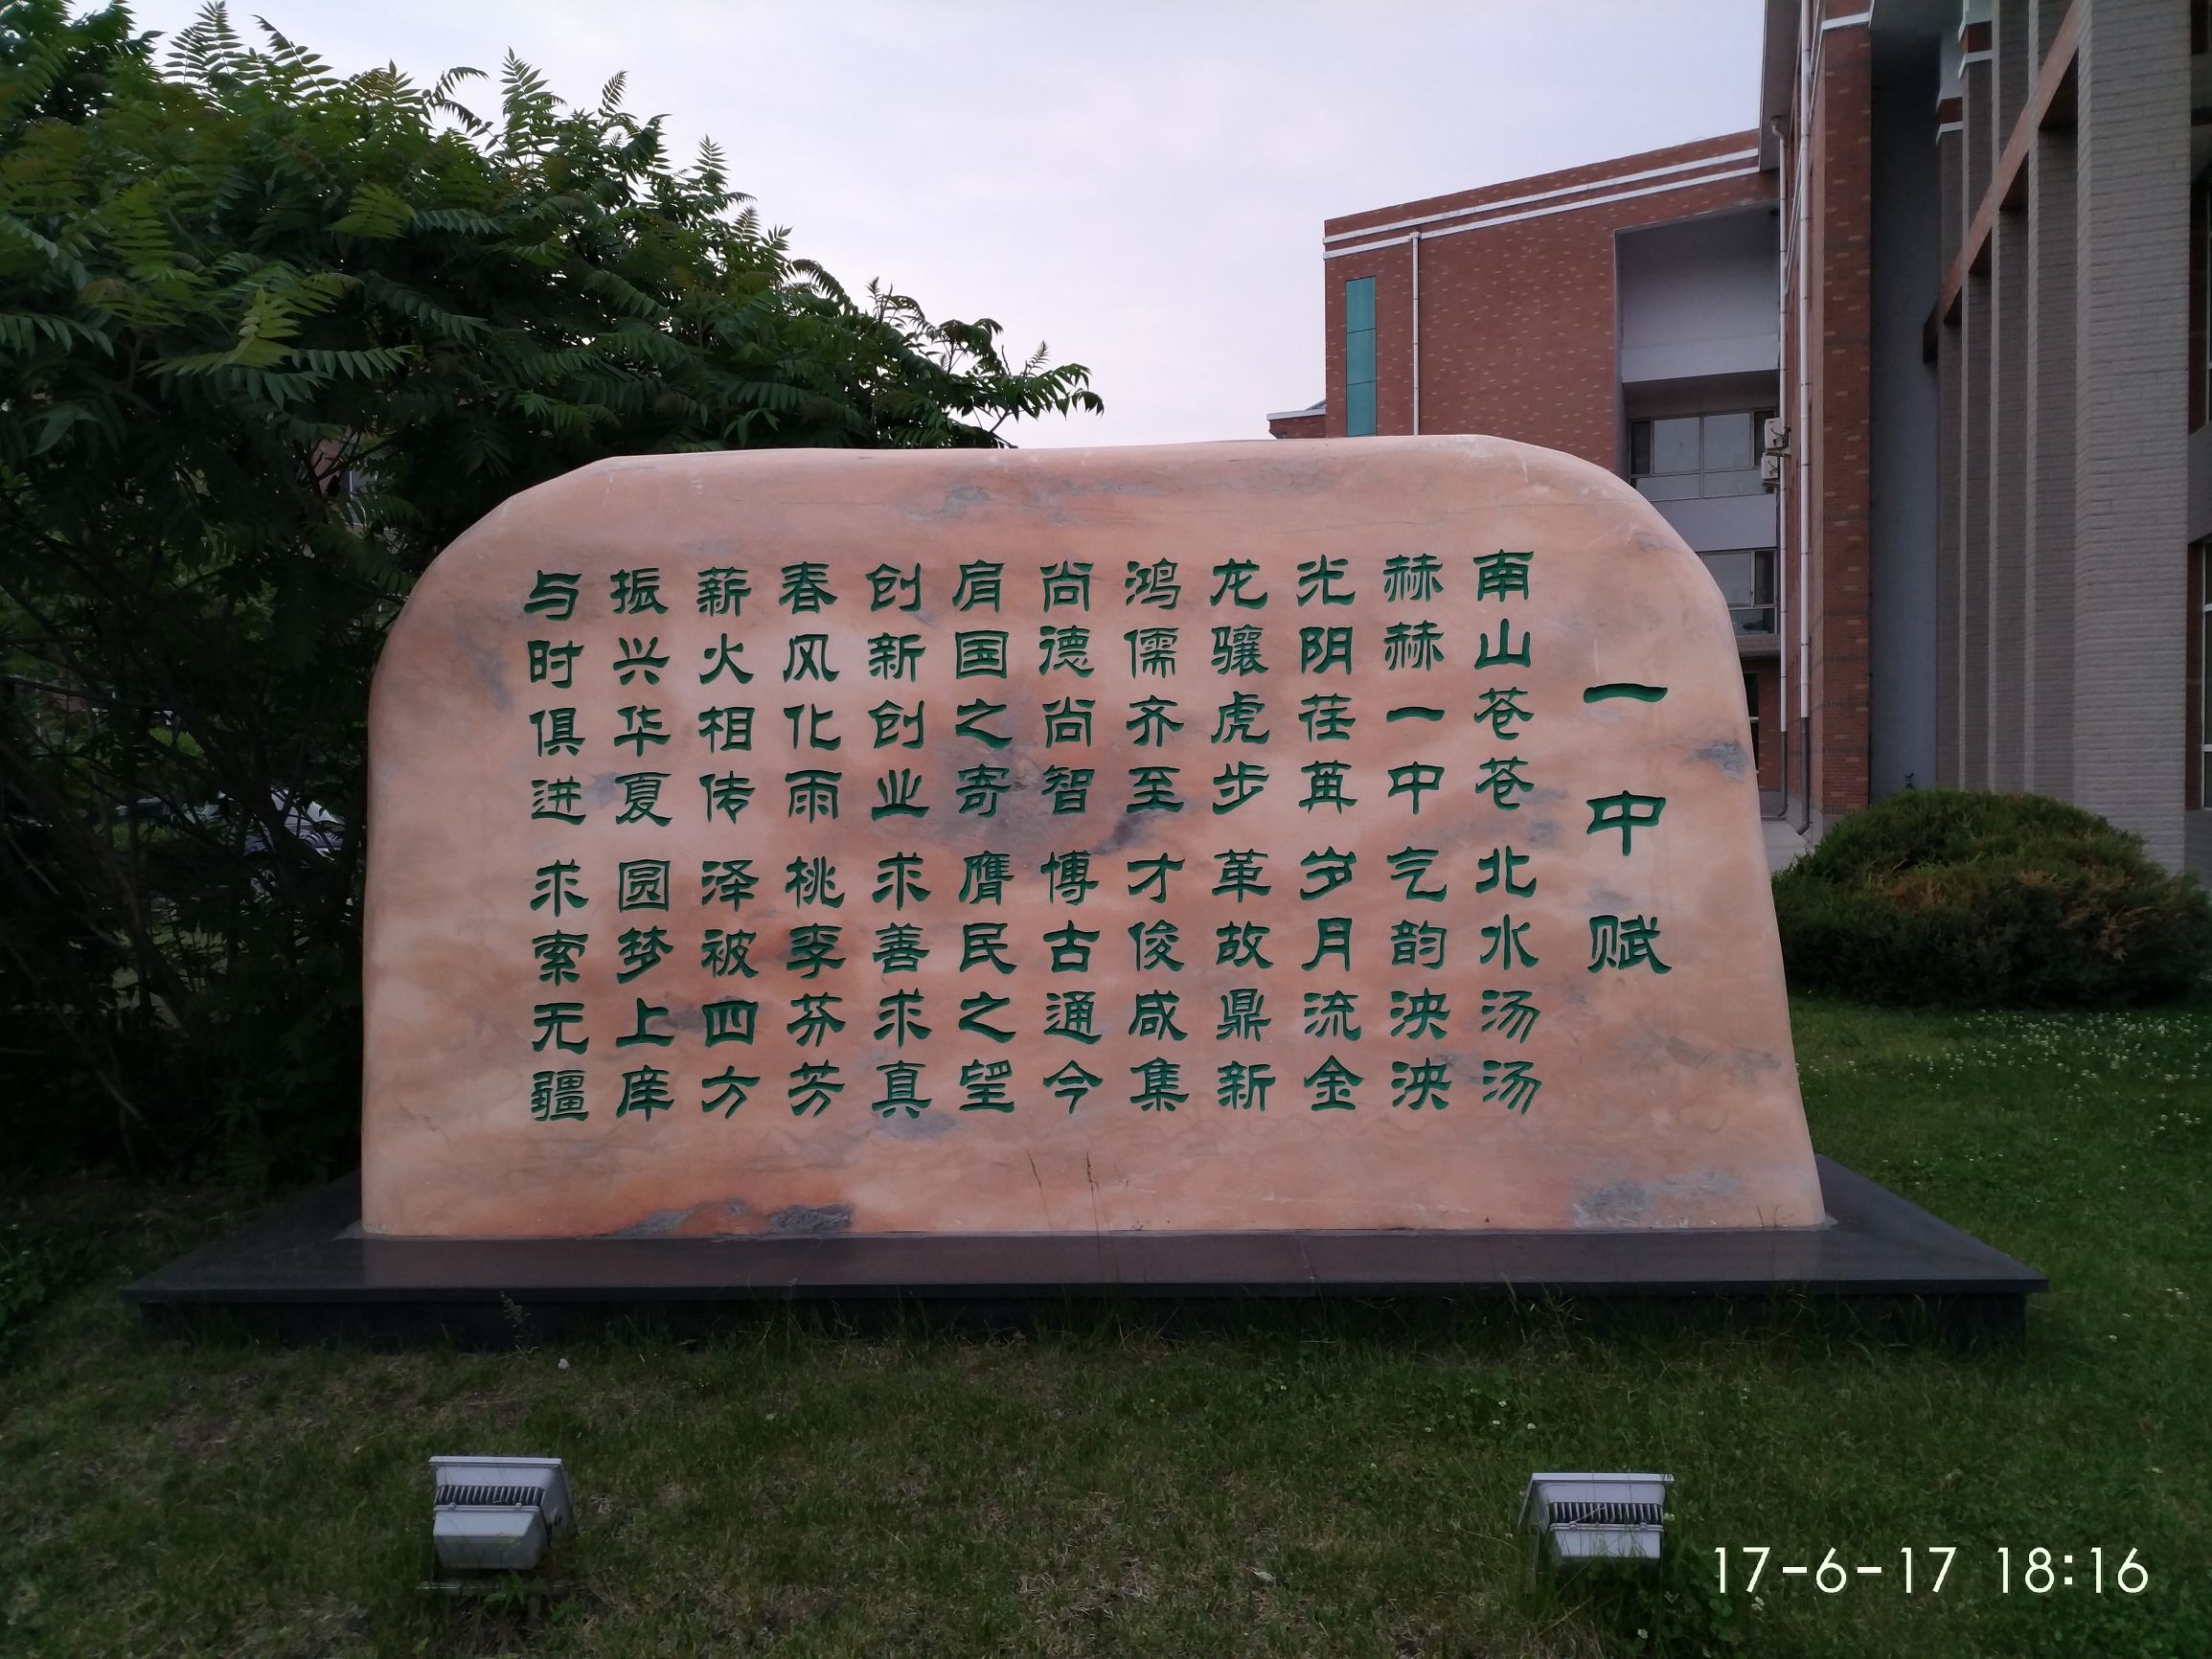 一中赋
南山苍苍 北水汤汤
赫赫一中 气韵泱泱
光阴荏苒 岁月流金
龙骧虎步 革故鼎新
鸿儒齐至 才俊咸集
尚德尚智 博古通今
肩国之寄 膺民之望
创新创业 求善求真
春风化雨 桃李芬芳
薪火相传 泽被四方
振兴华夏 圆梦上庠
与时俱进 求索无疆
17-6-17 18:16